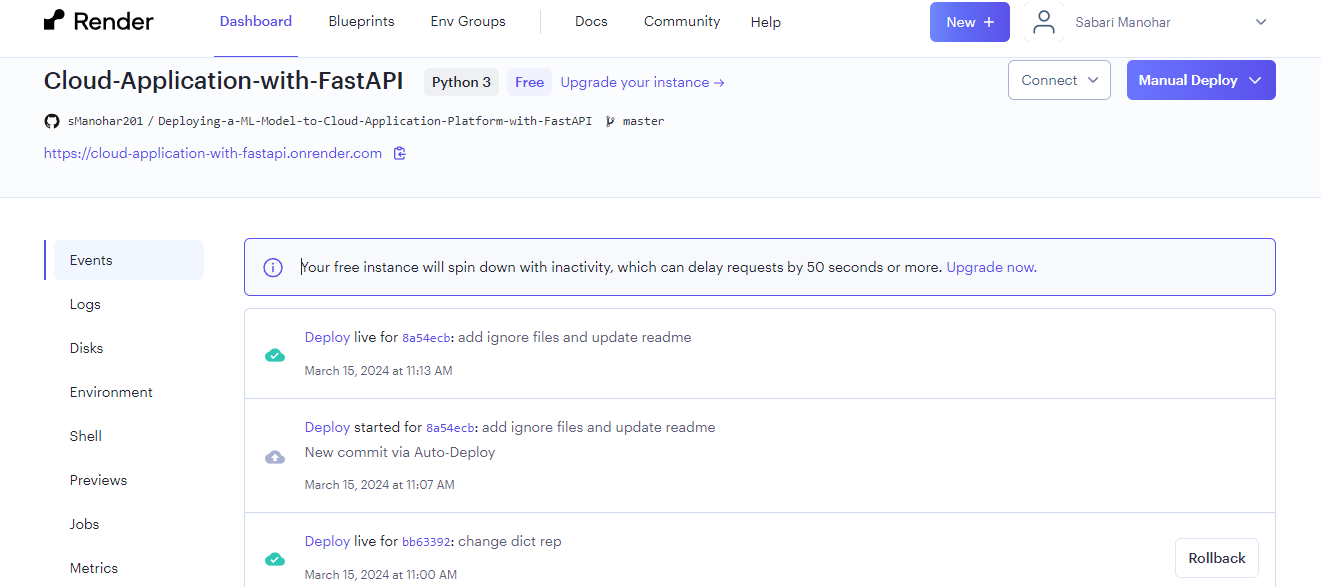 Render Dashboard Blueprints Env Groups Docs Community Help New + Sabari Manohar
Cloud-Application-with-FastAPI Python 3 Free Upgrade your instance → Connect Manual Deploy
sManohar201 / Deploying-a-ML-Model-to-Cloud-Application-Platform-with-FastAPI master
https://cloud-application-with-fastapi.onrender.com
Events
Your free instance will spin down with inactivity, which can delay requests by 50 seconds or more. Upgrade now.
Logs
Disks
Environment
Shell
Previews
Jobs
Metrics
Deploy live for 8a54ecb: add ignore files and update readme
March 15, 2024 at 11:13 AM
Deploy started for 8a54ecb: add ignore files and update readme
New commit via Auto-Deploy
March 15, 2024 at 11:07 AM
Deploy live for bb63392: change dict rep
March 15, 2024 at 11:00 AM
Rollback